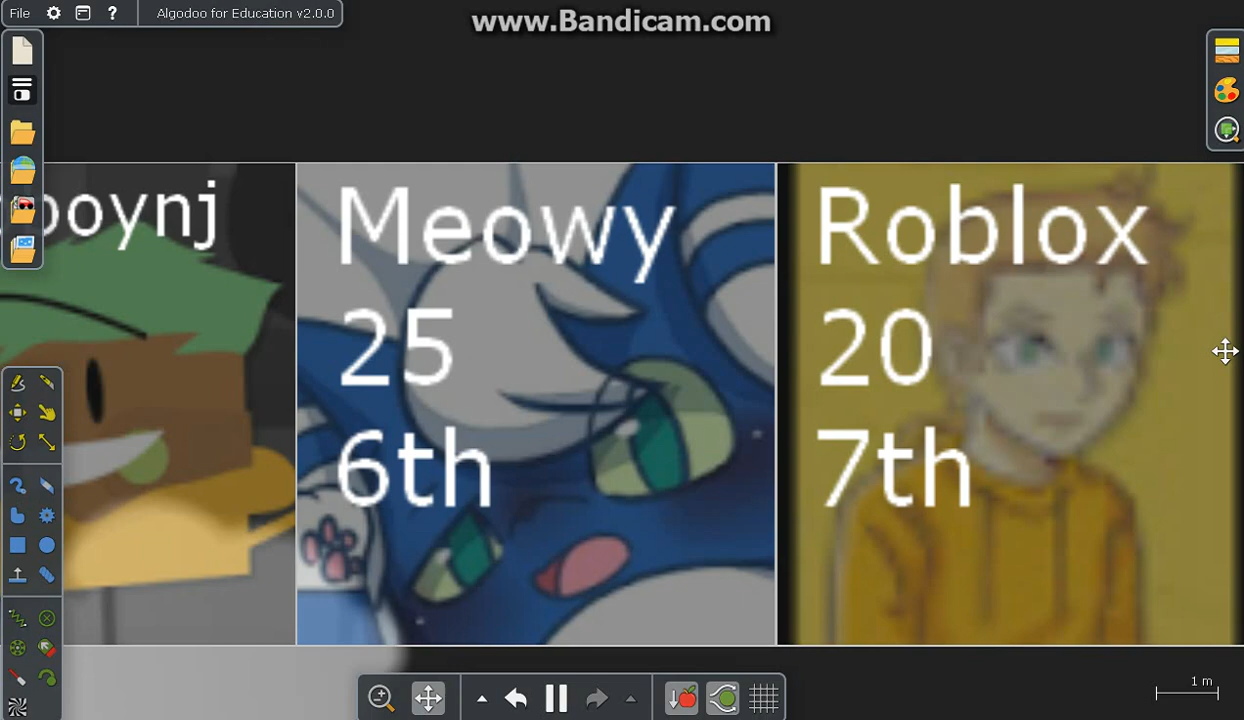 File
? Algodoo for Education v2.0.0
www.Bandicam.com
ooynj
Meowy
25
6th
Roblox
20
7th
1 m